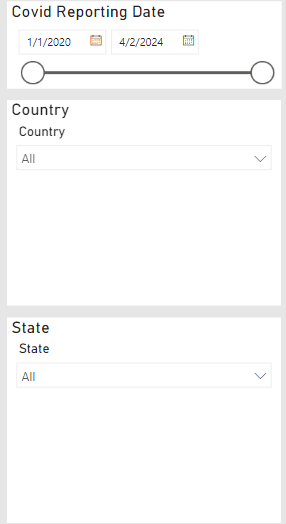 Covid Reporting Date
1/1/2020 4/2/2024
Country
Country
All
State
State
All